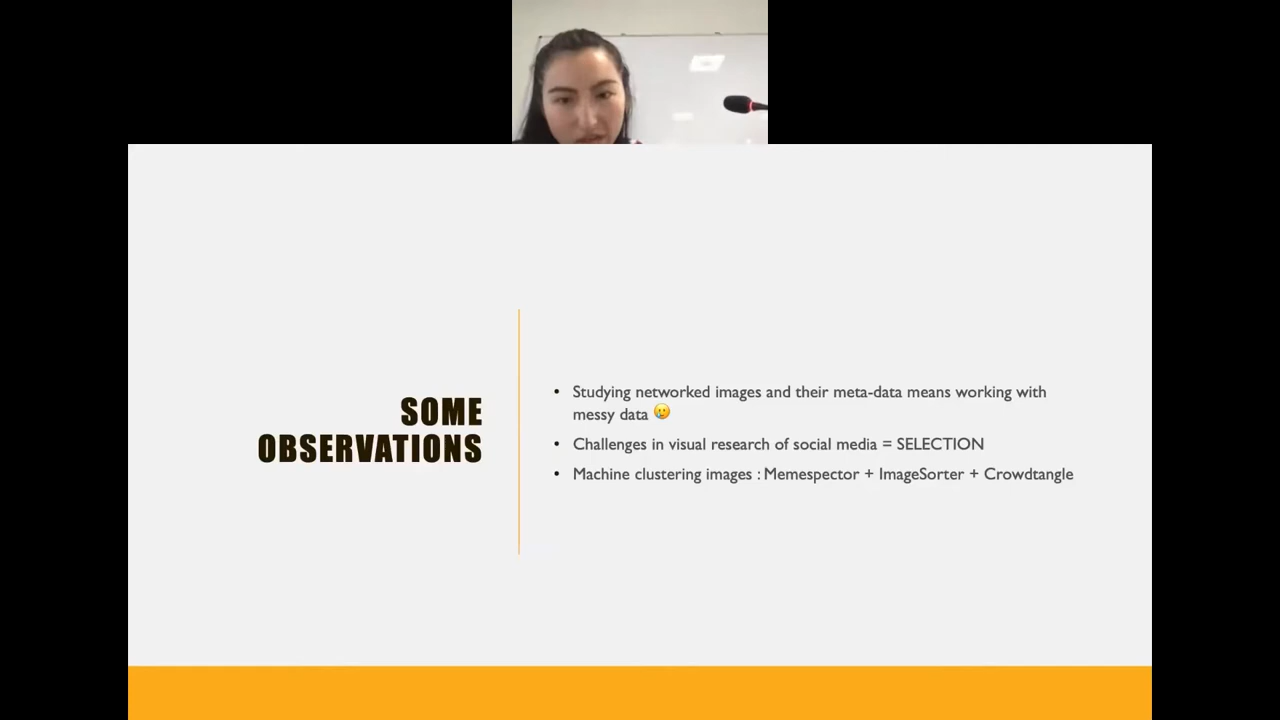 SOME
OBSERVATIONS
• Studying networked images and their meta-data means working with
messy data 🥲
• Challenges in visual research of social media = SELECTION
• Machine clustering images : Memespector + ImageSorter + Crowdtangle